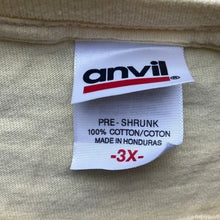 anvil®
PRE-SHRUNK
100% COTTON/COTON
MADE IN HONDURAS
-3X-